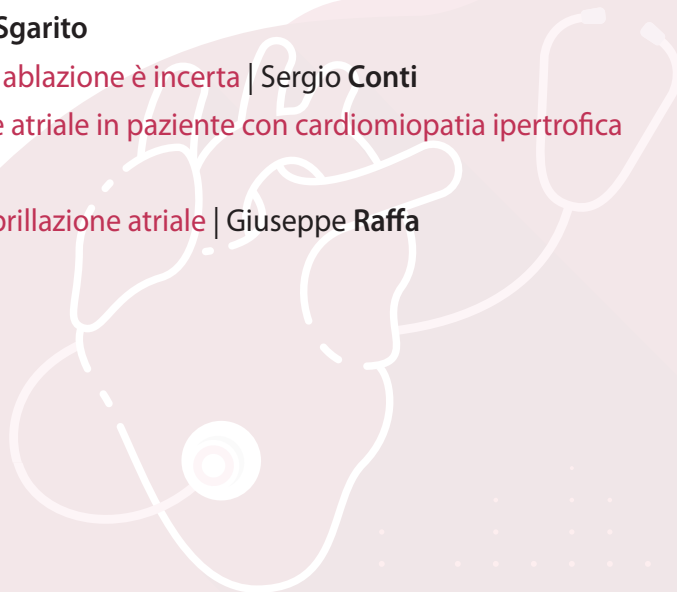 Sgarito
ablazione è incerta | Sergio Conti
e atriale in paziente con cardiomiopatia ipertrofica
brillazione atriale | Giuseppe Raffa